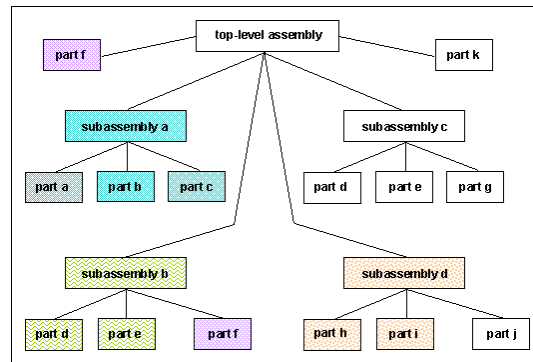 top-level assembly
part f
part k
subassembly a
subassembly c
part a
part b
part c
part d
part e
part g
subassembly b
subassembly d
part d
part e
part f
part h
part i
part j